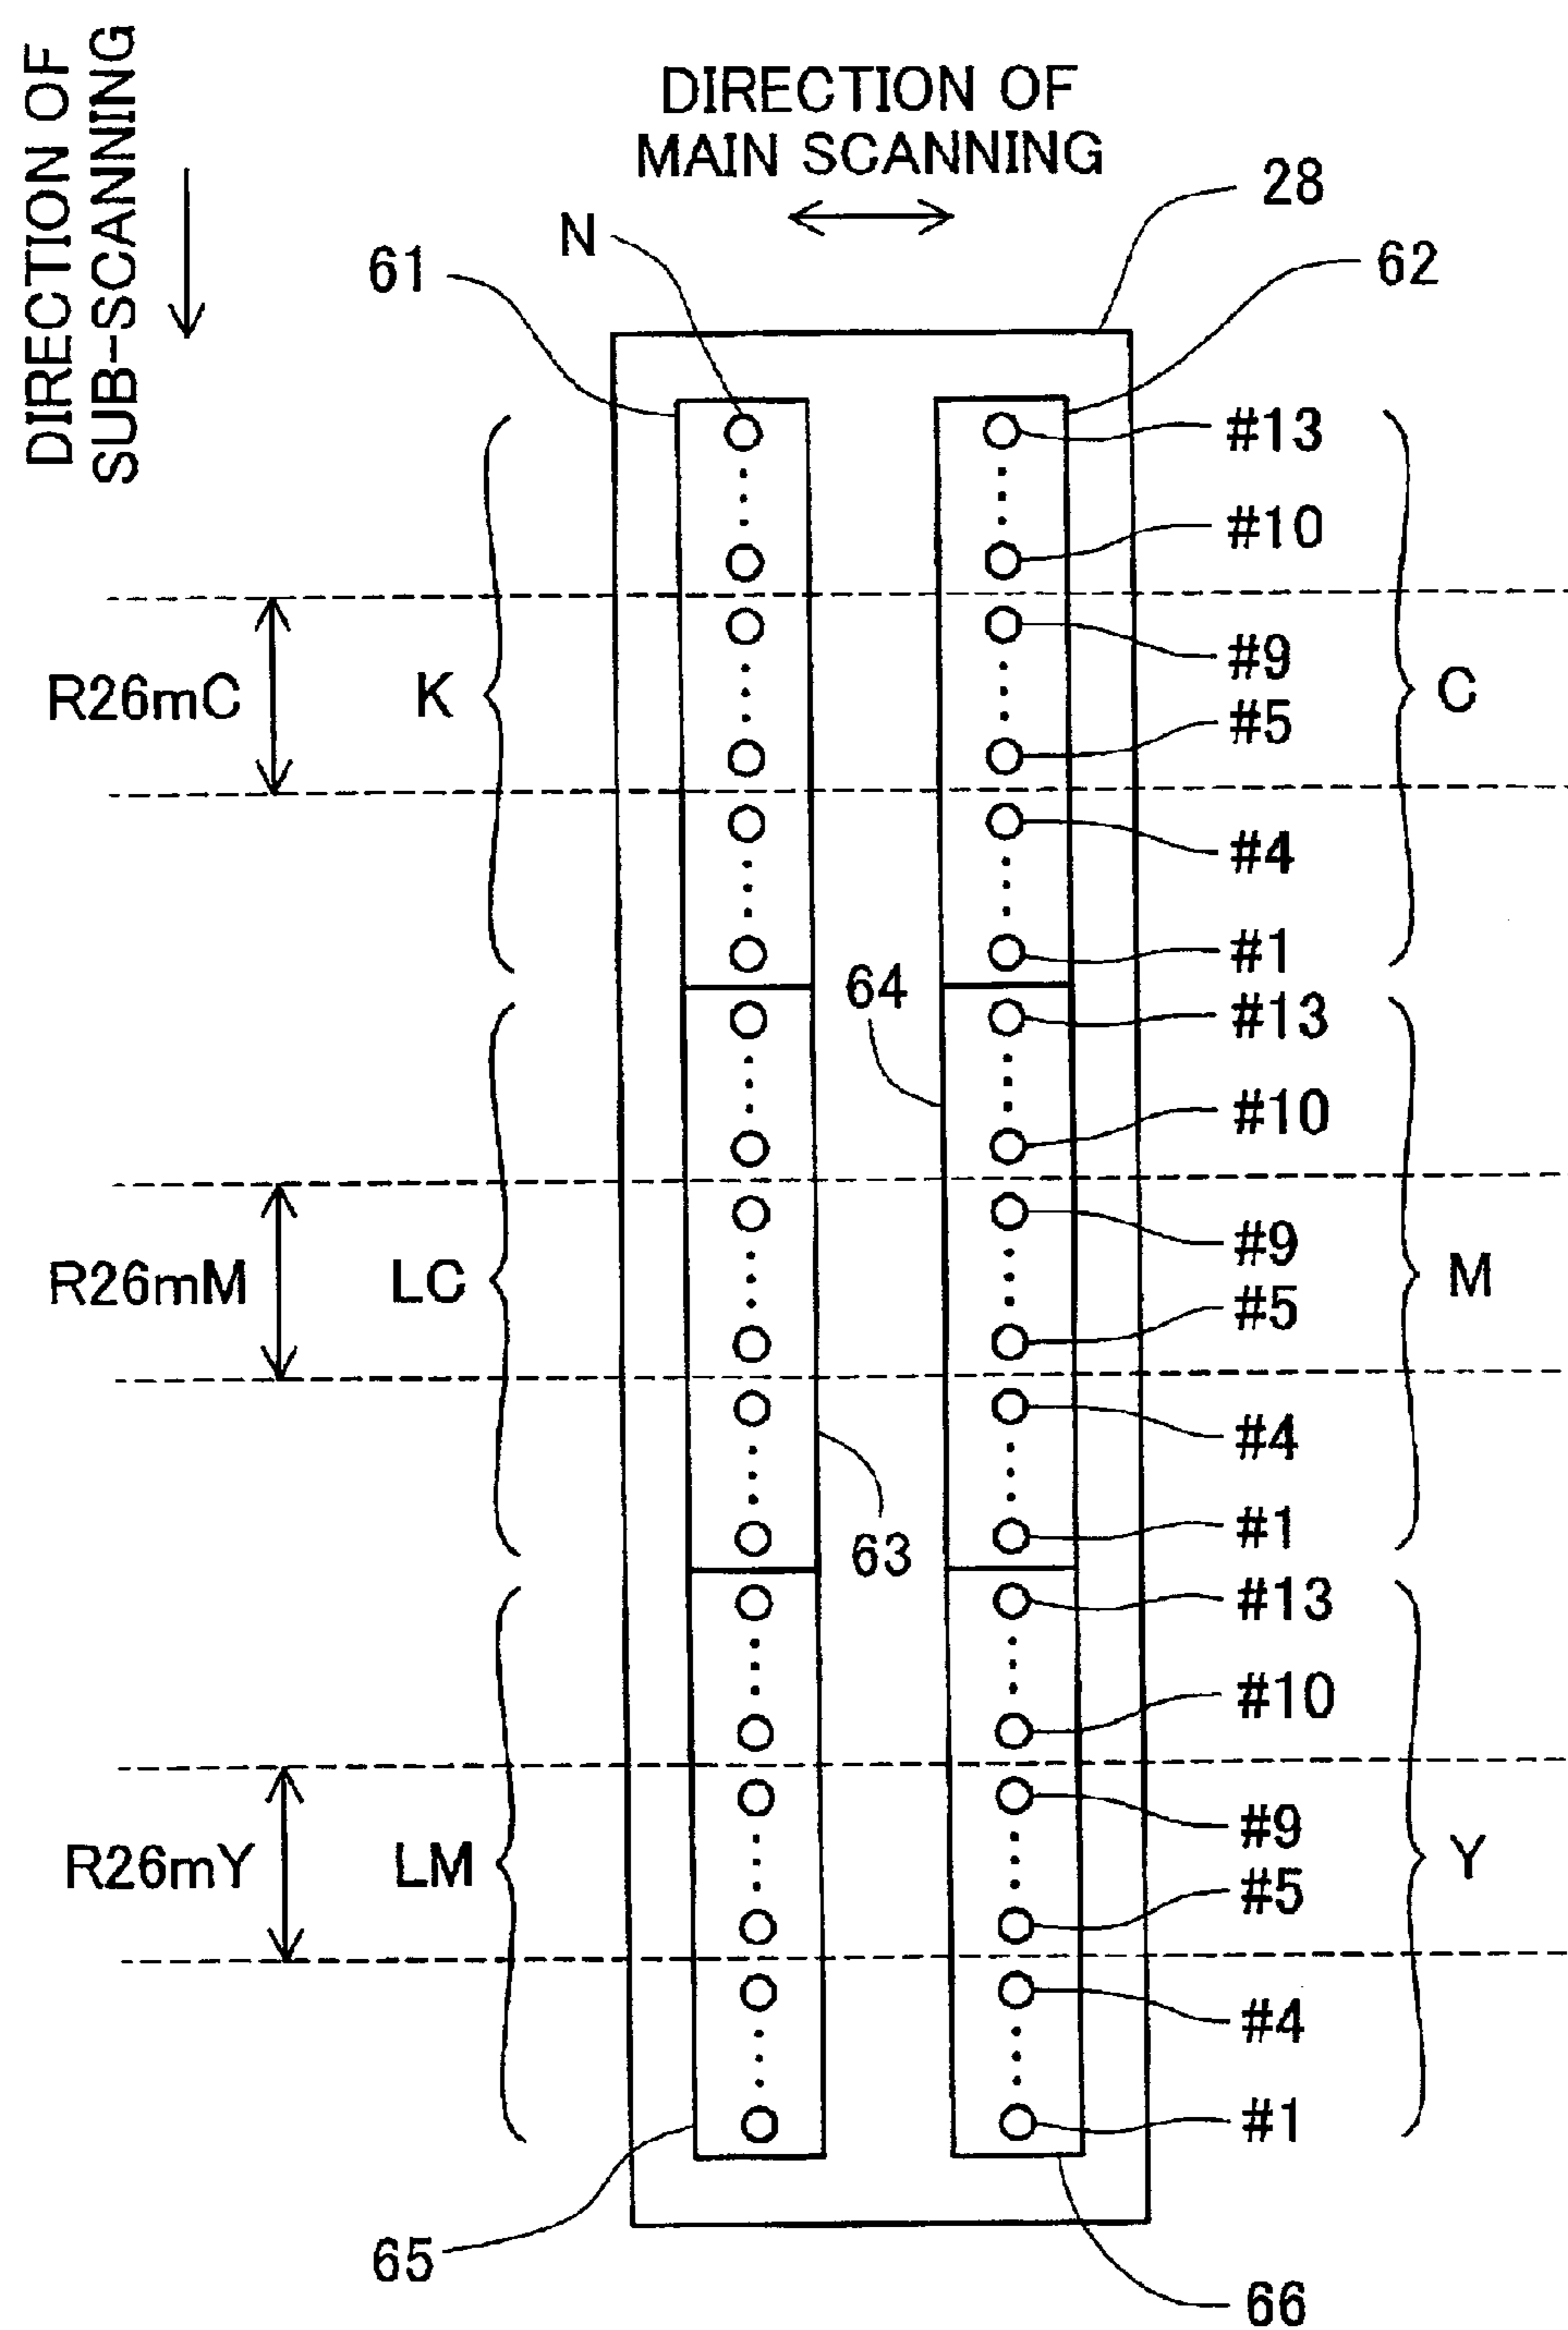 DIRECTION OF
SUB-SCANNING
DIRECTION OF
MAIN SCANNING
28
N
61
62
#13
#10
R26mC
K
#9
#5
C
#4
#1
64
#13
#10
R26mM
LC
#9
#5
M
#4
#1
63
#13
#10
R26mY
LM
#9
#5
Y
#4
#1
65
66